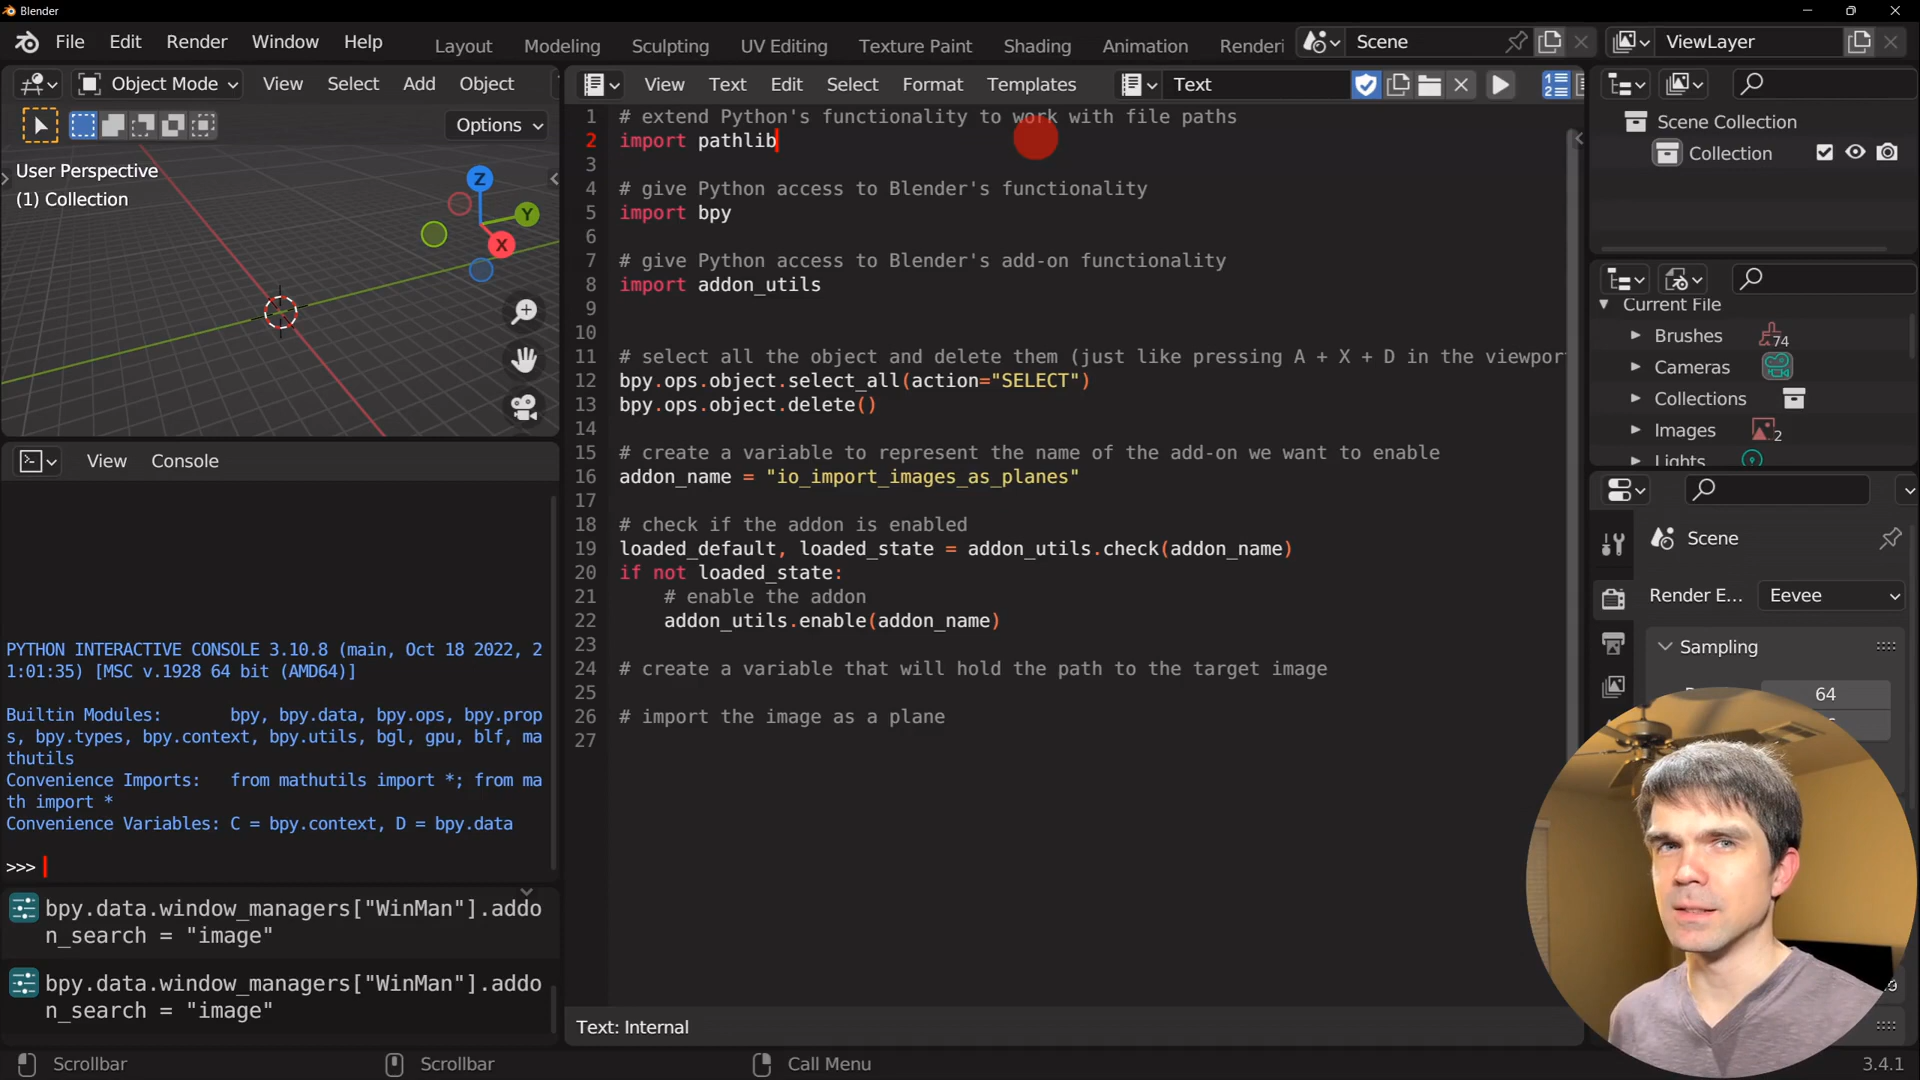 Blender
File Edit Render Window Help Layout Modeling Sculpting UV Editing Texture Paint Shading Animation Renderi Scene ViewLayer
Object Mode View Select Add Object
Options
User Perspective
(1) Collection
Z
Y
X
View Text Edit Select Format Templates Text
1 # extend Python's functionality to work with file paths
2 import pathlib
3
4 # give Python access to Blender's functionality
5 import bpy
6
7 # give Python access to Blender's add-on functionality
8 import addon_utils
9
10
11 # select all the object and delete them (just like pressing A + X + D in the viewpor
12 bpy.ops.object.select_all(action="SELECT")
13 bpy.ops.object.delete()
14
15 # create a variable to represent the name of the add-on we want to enable
16 addon_name = "io_import_images_as_planes"
17
18 # check if the addon is enabled
19 loaded_default, loaded_state = addon_utils.check(addon_name)
20 if not loaded_state:
21 # enable the addon
22 addon_utils.enable(addon_name)
23
24 # create a variable that will hold the path to the target image
25
26 # import the image as a plane
27
Text: Internal
View Console
PYTHON INTERACTIVE CONSOLE 3.10.8 (main, Oct 18 2022, 2
1:01:35) [MSC v.1928 64 bit (AMD64)]
Builtin Modules: bpy, bpy.data, bpy.ops, bpy.prop
s, bpy.types, bpy.context, bpy.utils, bgl, gpu, blf, ma
thutils
Convenience Imports: from mathutils import *; from ma
th import *
Convenience Variables: C = bpy.context, D = bpy.data
>>>
bpy.data.window_managers["WinMan"].addo
n_search = "image"
bpy.data.window_managers["WinMan"].addo
n_search = "image"
Scene Collection
Collection
Current File
Brushes 74
Cameras
Collections
Images 2
Lights
Scene
Render E... Eevee
Sampling
64
Scrollbar Scrollbar Call Menu 3.4.1